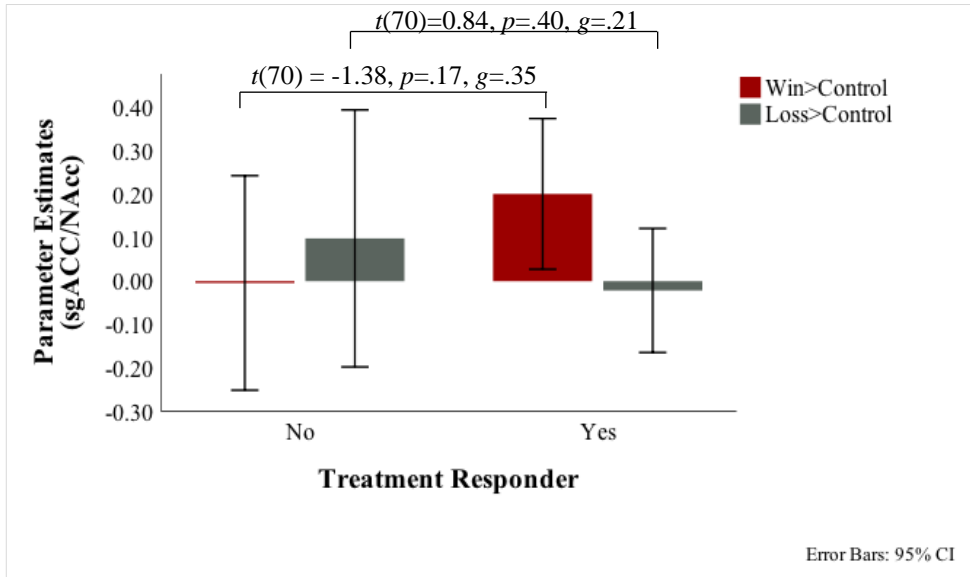 t(70)=0.84, p=.40, g=.21
t(70) = -1.38, p=.17, g=.35
Win>Control
Loss>Control
Parameter Estimates
(sgACC/NAcc)
0.40
0.30
0.20
0.10
0.00
-0.10
-0.20
-0.30
No
Yes
Treatment Responder
Error Bars: 95% CI